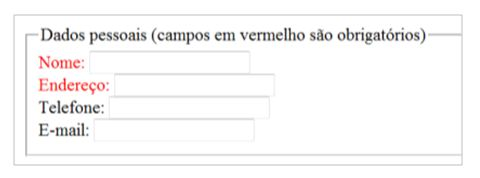 Dados pessoais (campos em vermelho são obrigatórios)
Nome:
Endereço:
Telefone:
E-mail: